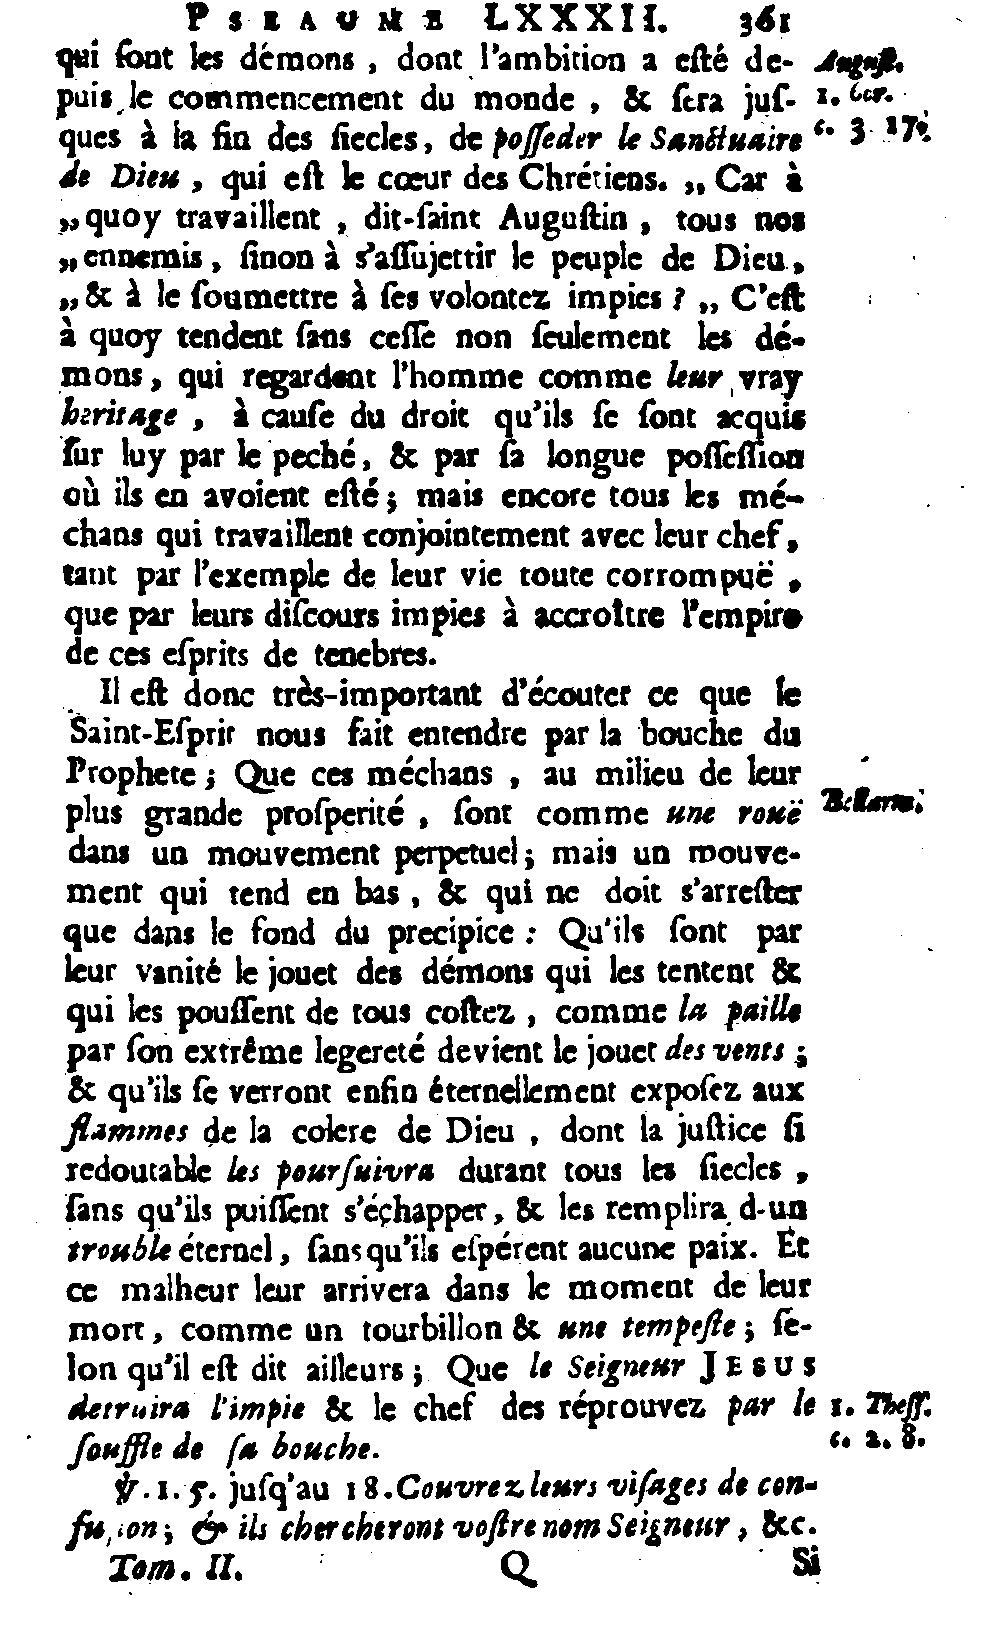 PSEAUME LXXXII. 361
qui ſont les démons, dont l'ambition a eſté de-
puis le commencement du monde, & ſera juſ-
ques à la fin des ſiecles, de poſſeder le Sanctuaire
de Dieu, qui eſt le cœur des Chrétiens. „ Car à
„ quoy travaillent, dit-ſaint Auguſtin, tous nos
„ ennemis, ſinon à s'aſſujettir le peuple de Dieu,
„ & à le ſoumettre à ſes volontez impies? „ C'eſt
à quoy tendent ſans ceſſe non ſeulement les dé-
mons, qui regardent l'homme comme leur vray
heritage, à cauſe du droit qu'ils ſe ſont acquis
ſur luy par le peché, & par ſa longue poſſeſſion
où ils en avoient eſté; mais encore tous les mé-
chans qui travaillent conjointement avec leur chef,
tant par l'exemple de leur vie toute corrompuë,
que par leurs diſcours impies à accroître l'empire
de ces eſprits de tenebres.
Il eſt donc très-important d'écouter ce que le
Saint-Eſprit nous fait entendre par la bouche du
Prophete; Que ces méchans, au milieu de leur
plus grande proſperité, ſont comme une rouë
dans un mouvement perpetuel; mais un mouve-
ment qui tend en bas, & qui ne doit s'arreſter
que dans le fond du precipice: Qu'ils ſont par
leur vanité le jouet des démons qui les tentent &
qui les pouſſent de tous coſtez, comme la paille
par ſon extrême legereté devient le jouet des vents;
& qu'ils ſe verront enfin éternellement expoſez aux
flammes de la colere de Dieu, dont la juſtice ſi
redoutable les pourſuivra durant tous les ſiecles,
ſans qu'ils puiſſent s'échapper, & les remplira d-un
trouble éternel, ſans qu'ils eſpérent aucune paix. Et
ce malheur leur arrivera dans le moment de leur
mort, comme un tourbillon & une tempeſte; ſe-
lon qu'il eſt dit ailleurs; Que le Seigneur JESUS
detruira l'impie & le chef des réprouvez par le
ſouffle de ſa bouche.
℣. 15. juſqu'au 18. Couvrez leurs viſages de con-
fuſion; & ils chercheront voſtre nom Seigneur, &c.
Tom. II. Q Si
Auguſt.
1. Cor.
c. 3. 17.
Bellarm.
1. Theſſ.
c. 2. 8.